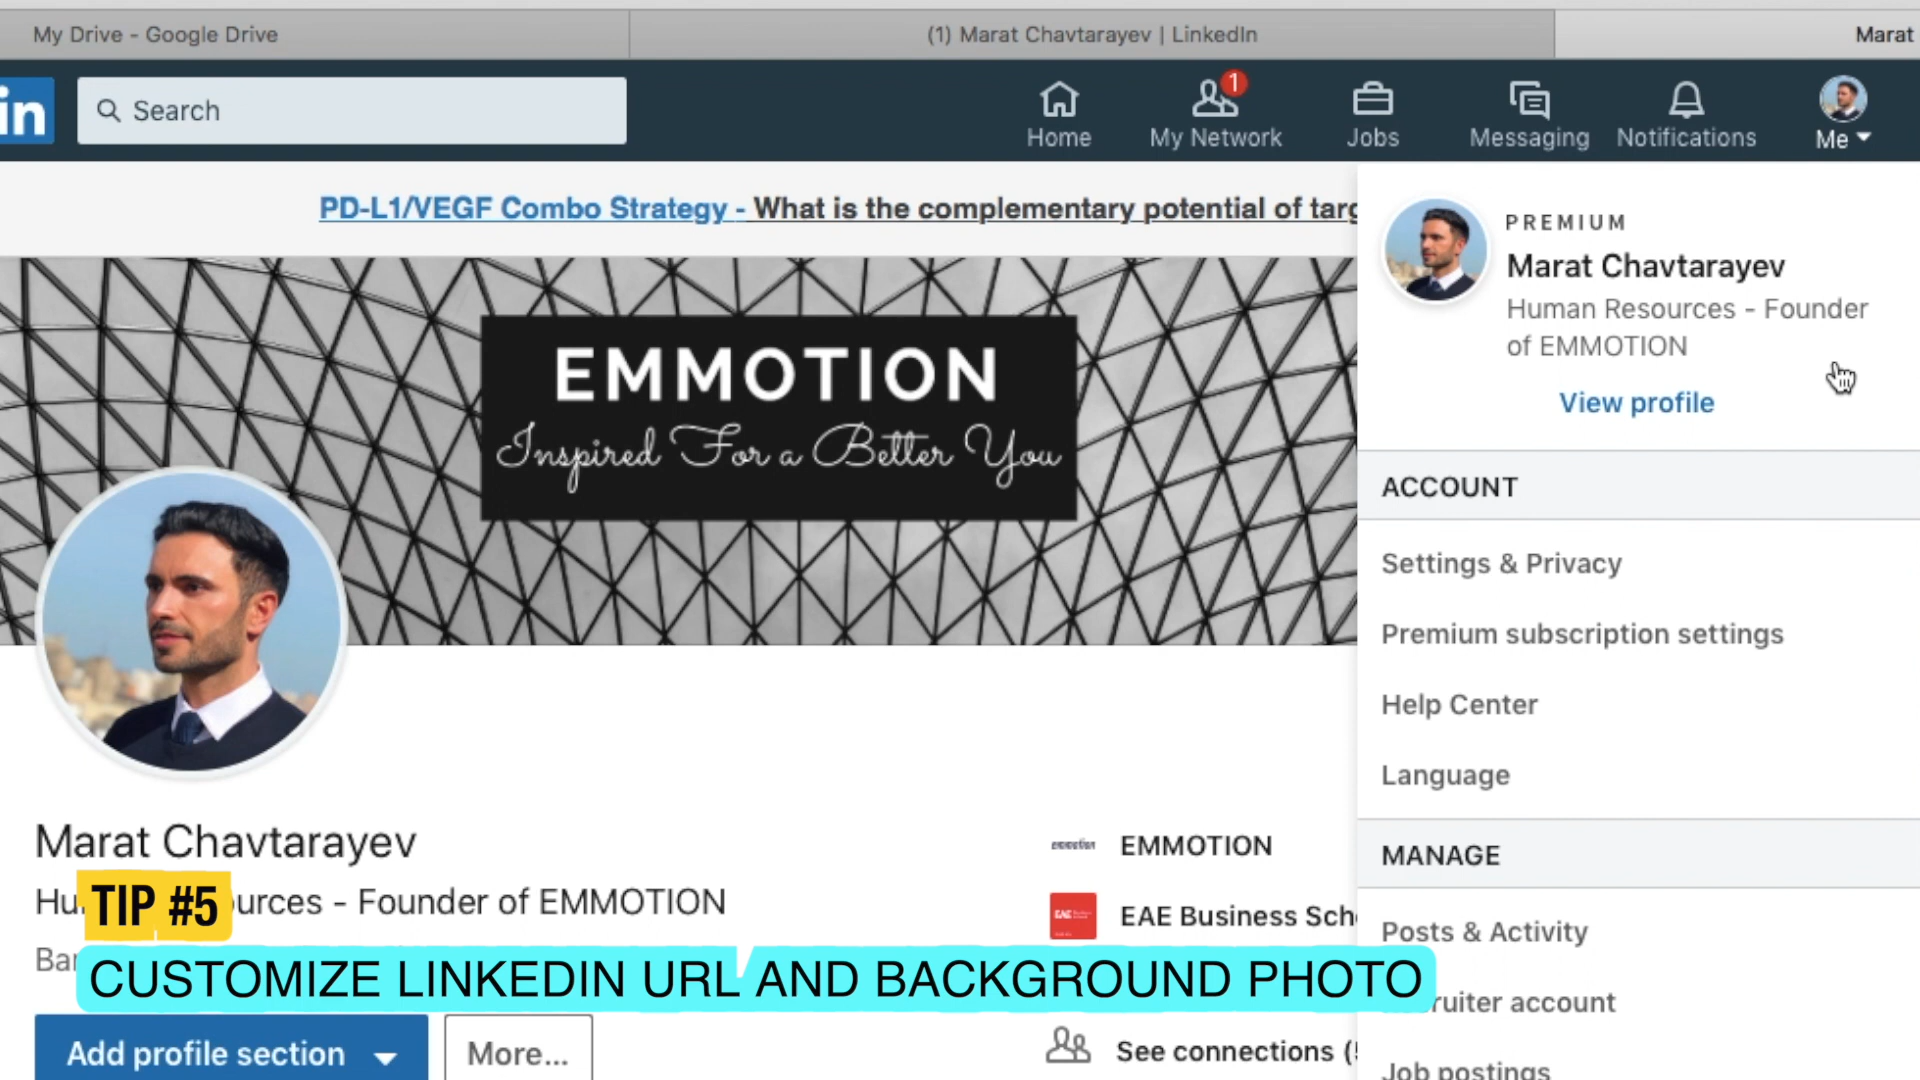 My Drive - Google Drive
(1) Marat Chavtarayev | LinkedIn
Marat
in
Search
Home
My Network
1
Jobs
Messaging
Notifications
Me
PD-L1/VEGF Combo Strategy - What is the complementary potential of targ
EMMOTION
Inspired For a Better You
PREMIUM
Marat Chavtarayev
Human Resources - Founder
of EMMOTION
View profile
ACCOUNT
Settings & Privacy
Premium subscription settings
Help Center
Language
MANAGE
Posts & Activity
ruiter account
Job postings
Marat Chavtarayev
Hu urces - Founder of EMMOTION
Bar
TIP #5
CUSTOMIZE LINKEDIN URL AND BACKGROUND PHOTO
Add profile section
More...
emmotion
EMMOTION
EAE
EAE Business Sch
See connections (